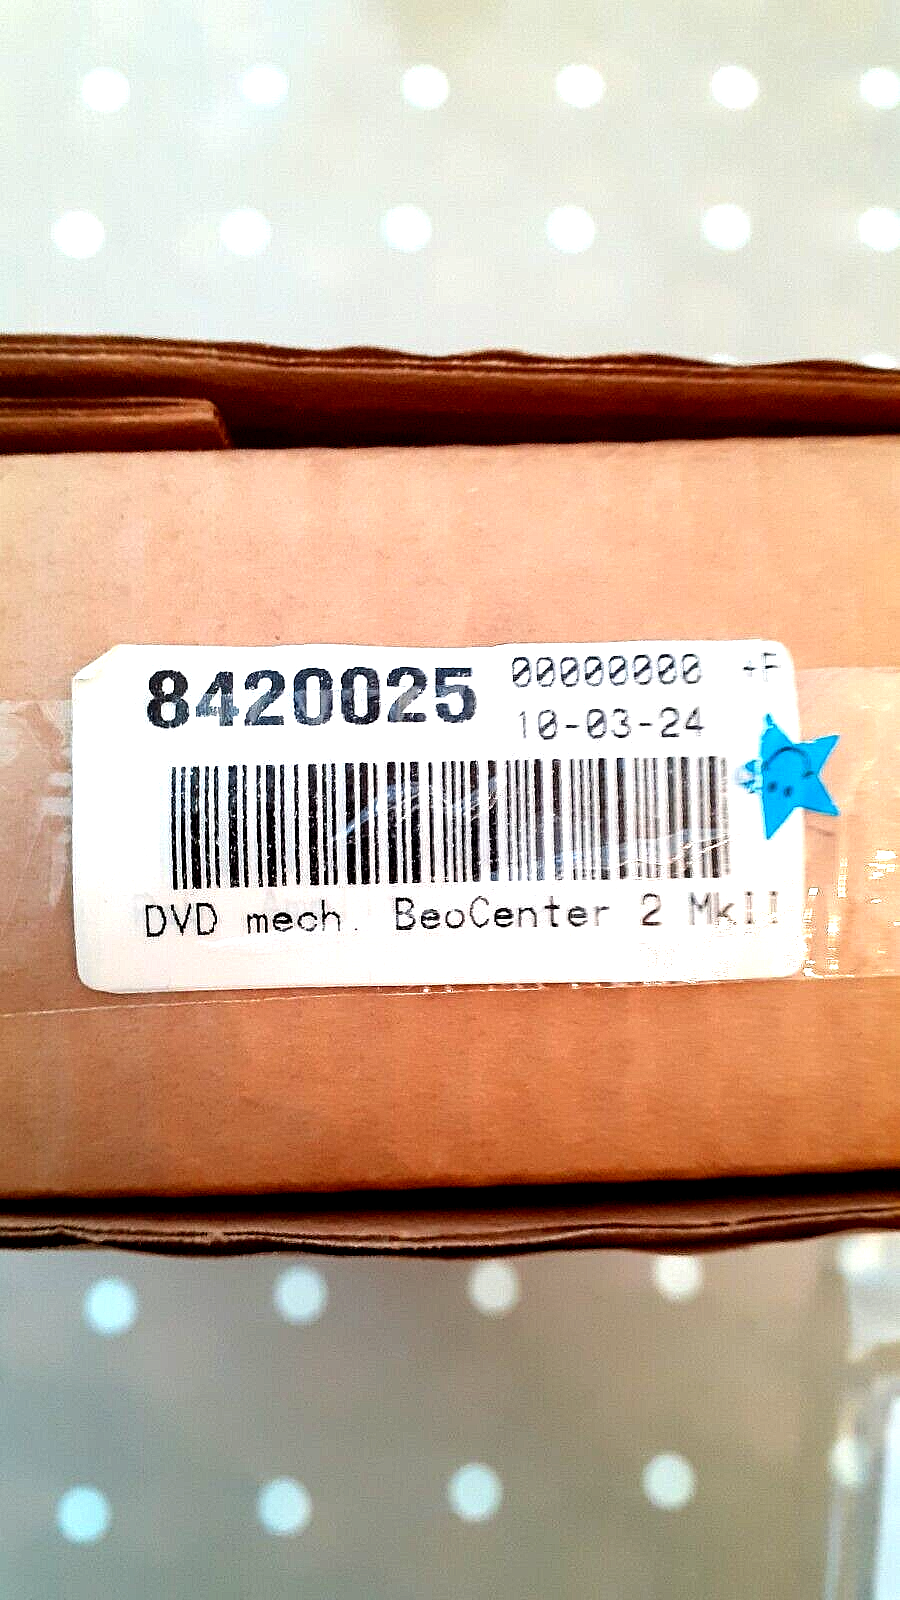 8420025
00000000 +F
10-03-24
DVD mech. BeoCenter 2 MkII